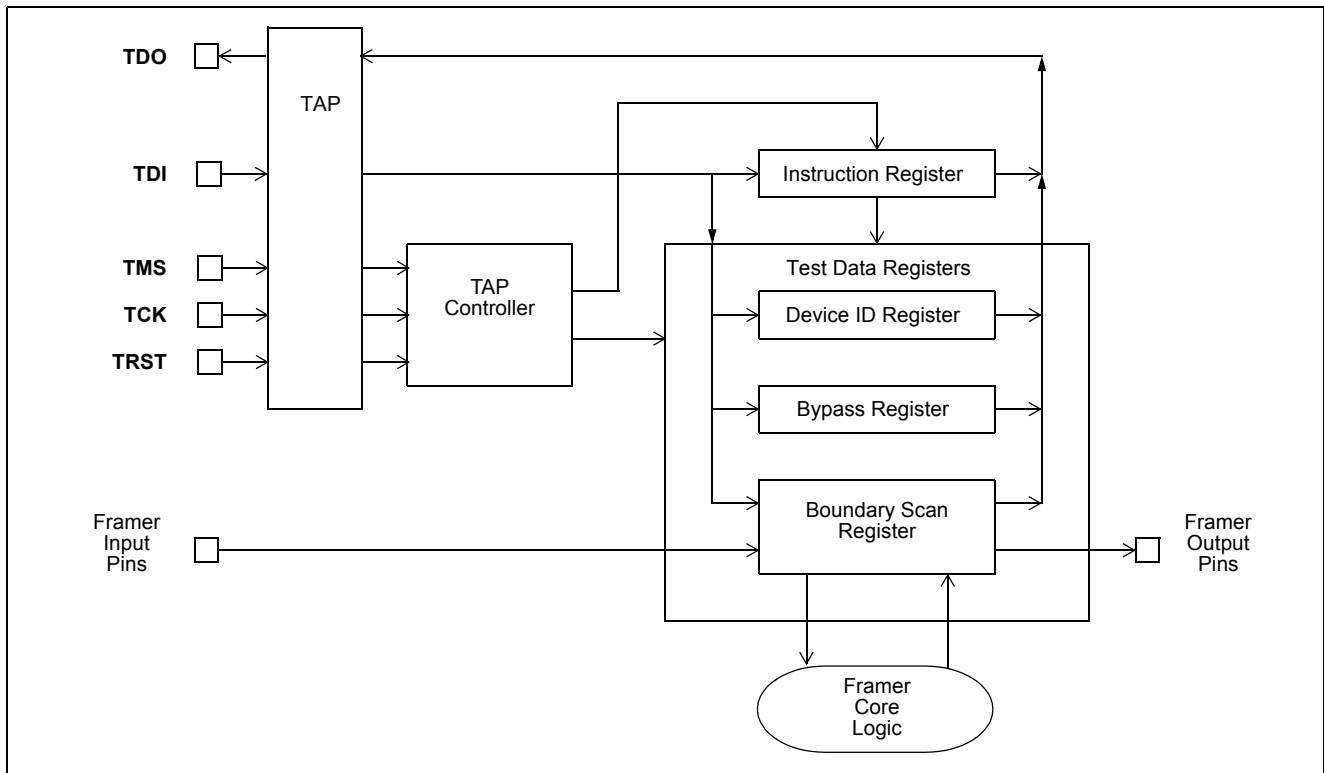 TDO
TAP
TDI
Instruction Register
TMS
TCK
TRST
TAP
Controller
Test Data Registers
Device ID Register
Bypass Register
Boundary Scan
Register
Framer
Input
Pins
Framer
Output
Pins
Framer
Core
Logic